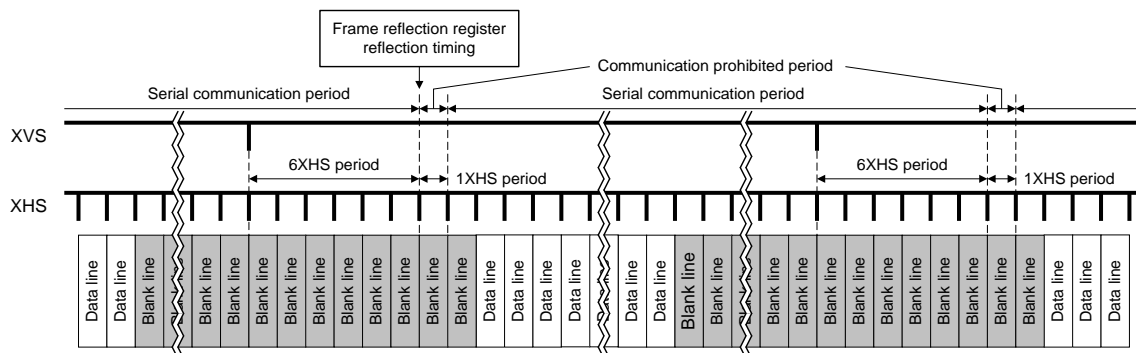 Frame reflection register
reflection timing
Communication prohibited period
Serial communication period
Serial communication period
XVS
6XHS period
1XHS period
6XHS period
1XHS period
XHS
Data line
Data line
Blank line
Blank line
Blank line
Blank line
Blank line
Blank line
Blank line
Blank line
Blank line
Blank line
Blank line
Data line
Data line
Data line
Data line
Data line
Data line
Blank line
Blank line
Blank line
Blank line
Blank line
Blank line
Blank line
Blank line
Blank line
Blank line
Blank line
Blank line
Data line
Data line
Data line